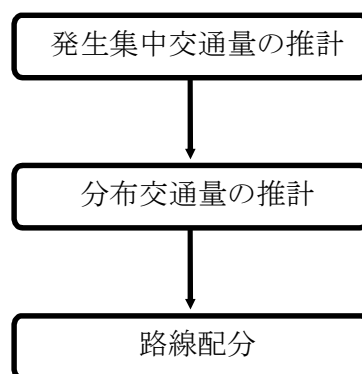 発生集中交通量の推計
分布交通量の推計
路線配分